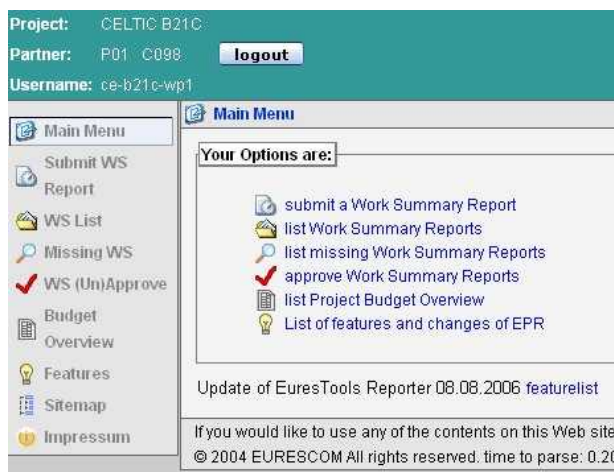 Project: CELTIC B21C
Partner: P01 C098 logout
Username: ce-b21c-wp1
Main Menu
Submit WS
Report
WS List
Missing WS
WS (Un)Approve
Budget
Overview
Features
Sitemap
Impressum
Main Menu
Your Options are:
submit a Work Summary Report
list Work Summary Reports
list missing Work Summary Reports
approve Work Summary Reports
list Project Budget Overview
List of features and changes of EPR
Update of EuresTools Reporter 08.08.2006 featurelist
If you would like to use any of the contents on this Web site
© 2004 EURESCOM All rights reserved. time to parse: 0.20